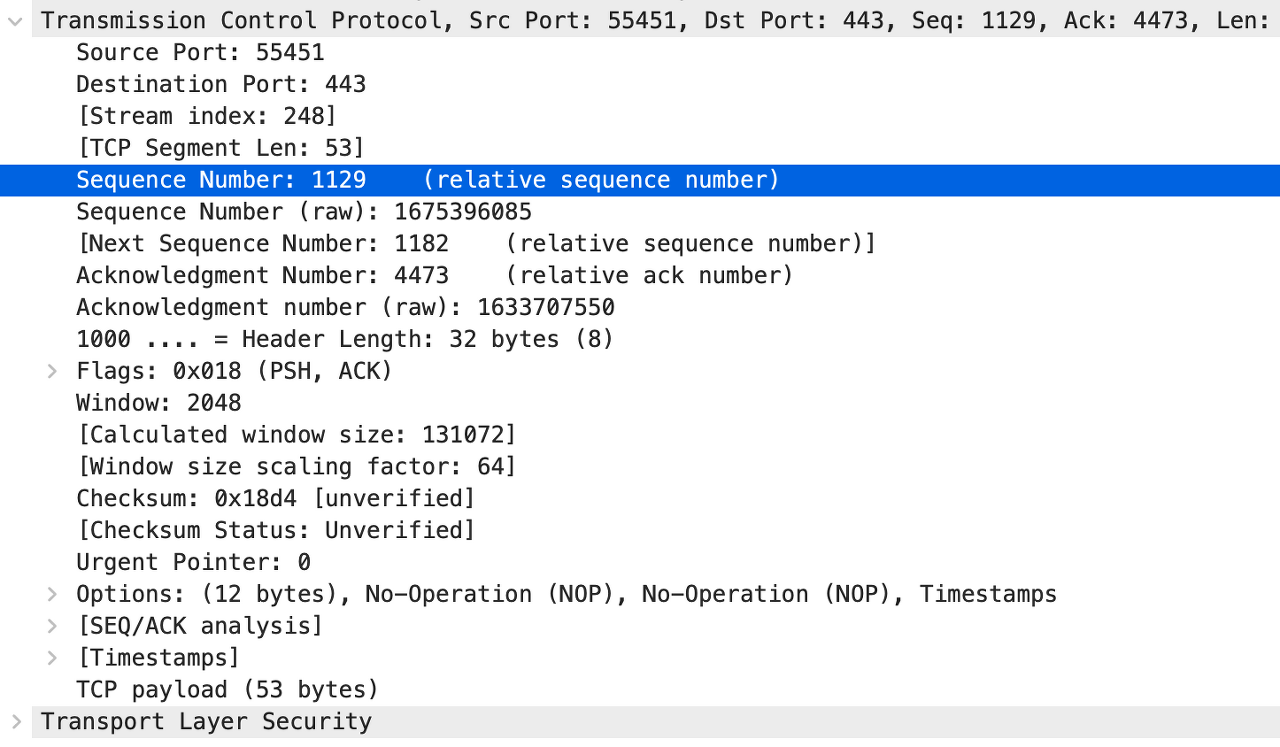 Transmission Control Protocol, Src Port: 55451, Dst Port: 443, Seq: 1129, Ack: 4473, Len:
Source Port: 55451
Destination Port: 443
[Stream index: 248]
[TCP Segment Len: 53]
Sequence Number: 1129    (relative sequence number)
Sequence Number (raw): 1675396085
[Next Sequence Number: 1182    (relative sequence number)]
Acknowledgment Number: 4473    (relative ack number)
Acknowledgment number (raw): 1633707550
1000 .... = Header Length: 32 bytes (8)
Flags: 0x018 (PSH, ACK)
Window: 2048
[Calculated window size: 131072]
[Window size scaling factor: 64]
Checksum: 0x18d4 [unverified]
[Checksum Status: Unverified]
Urgent Pointer: 0
Options: (12 bytes), No-Operation (NOP), No-Operation (NOP), Timestamps
[SEQ/ACK analysis]
[Timestamps]
TCP payload (53 bytes)
Transport Layer Security